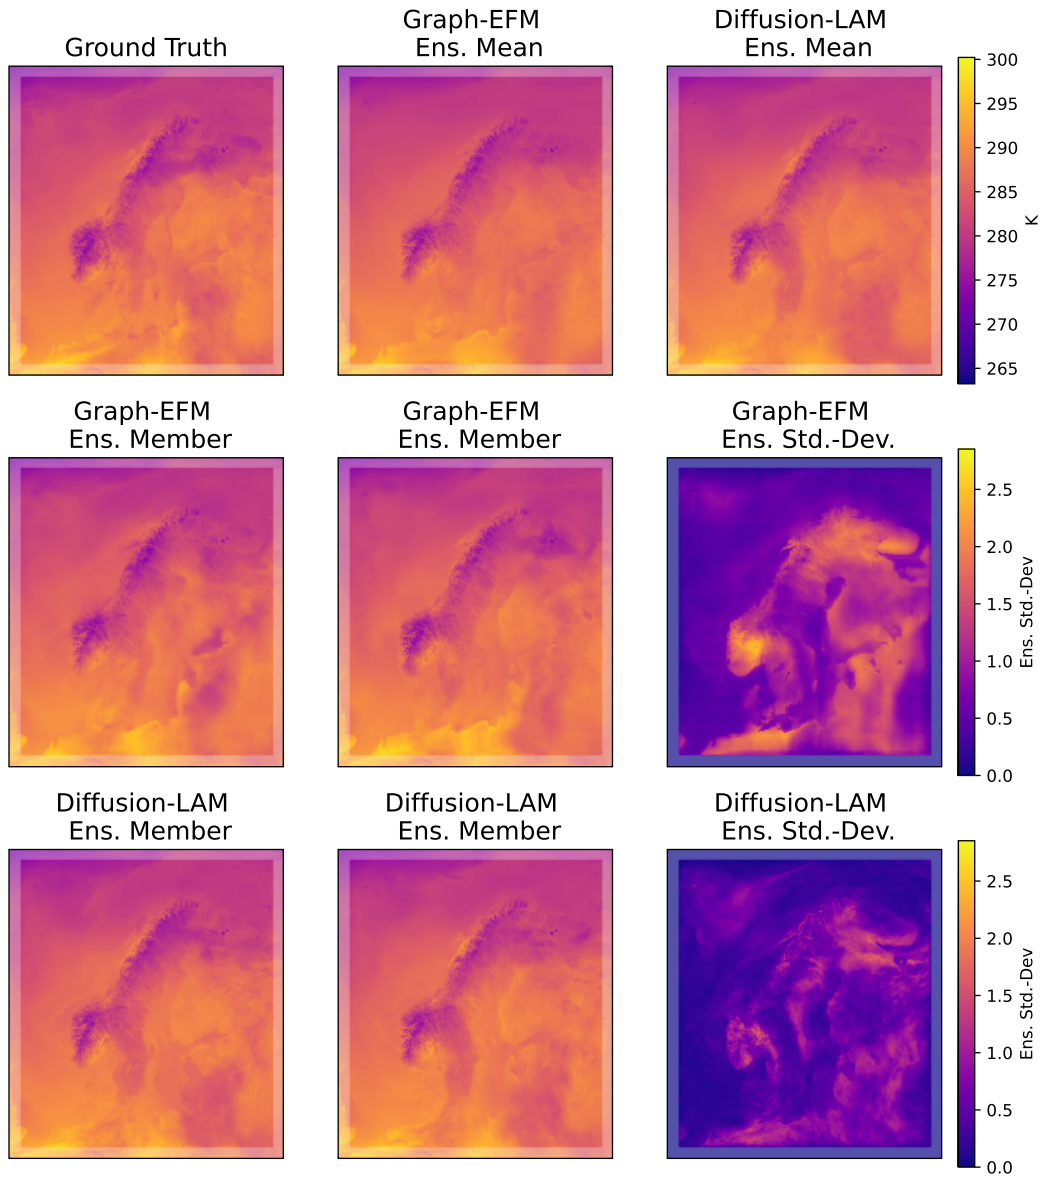 Ground Truth
Graph-EFM
Ens. Mean
Diffusion-LAM
Ens. Mean
300
295
290
285
280
275
270
265
K
Graph-EFM
Ens. Member
Graph-EFM
Ens. Member
Graph-EFM
Ens. Std.-Dev.
2.5
2.0
1.5
1.0
0.5
0.0
Ens. Std.-Dev
Diffusion-LAM
Ens. Member
Diffusion-LAM
Ens. Member
Diffusion-LAM
Ens. Std.-Dev.
2.5
2.0
1.5
1.0
0.5
0.0
Ens. Std.-Dev